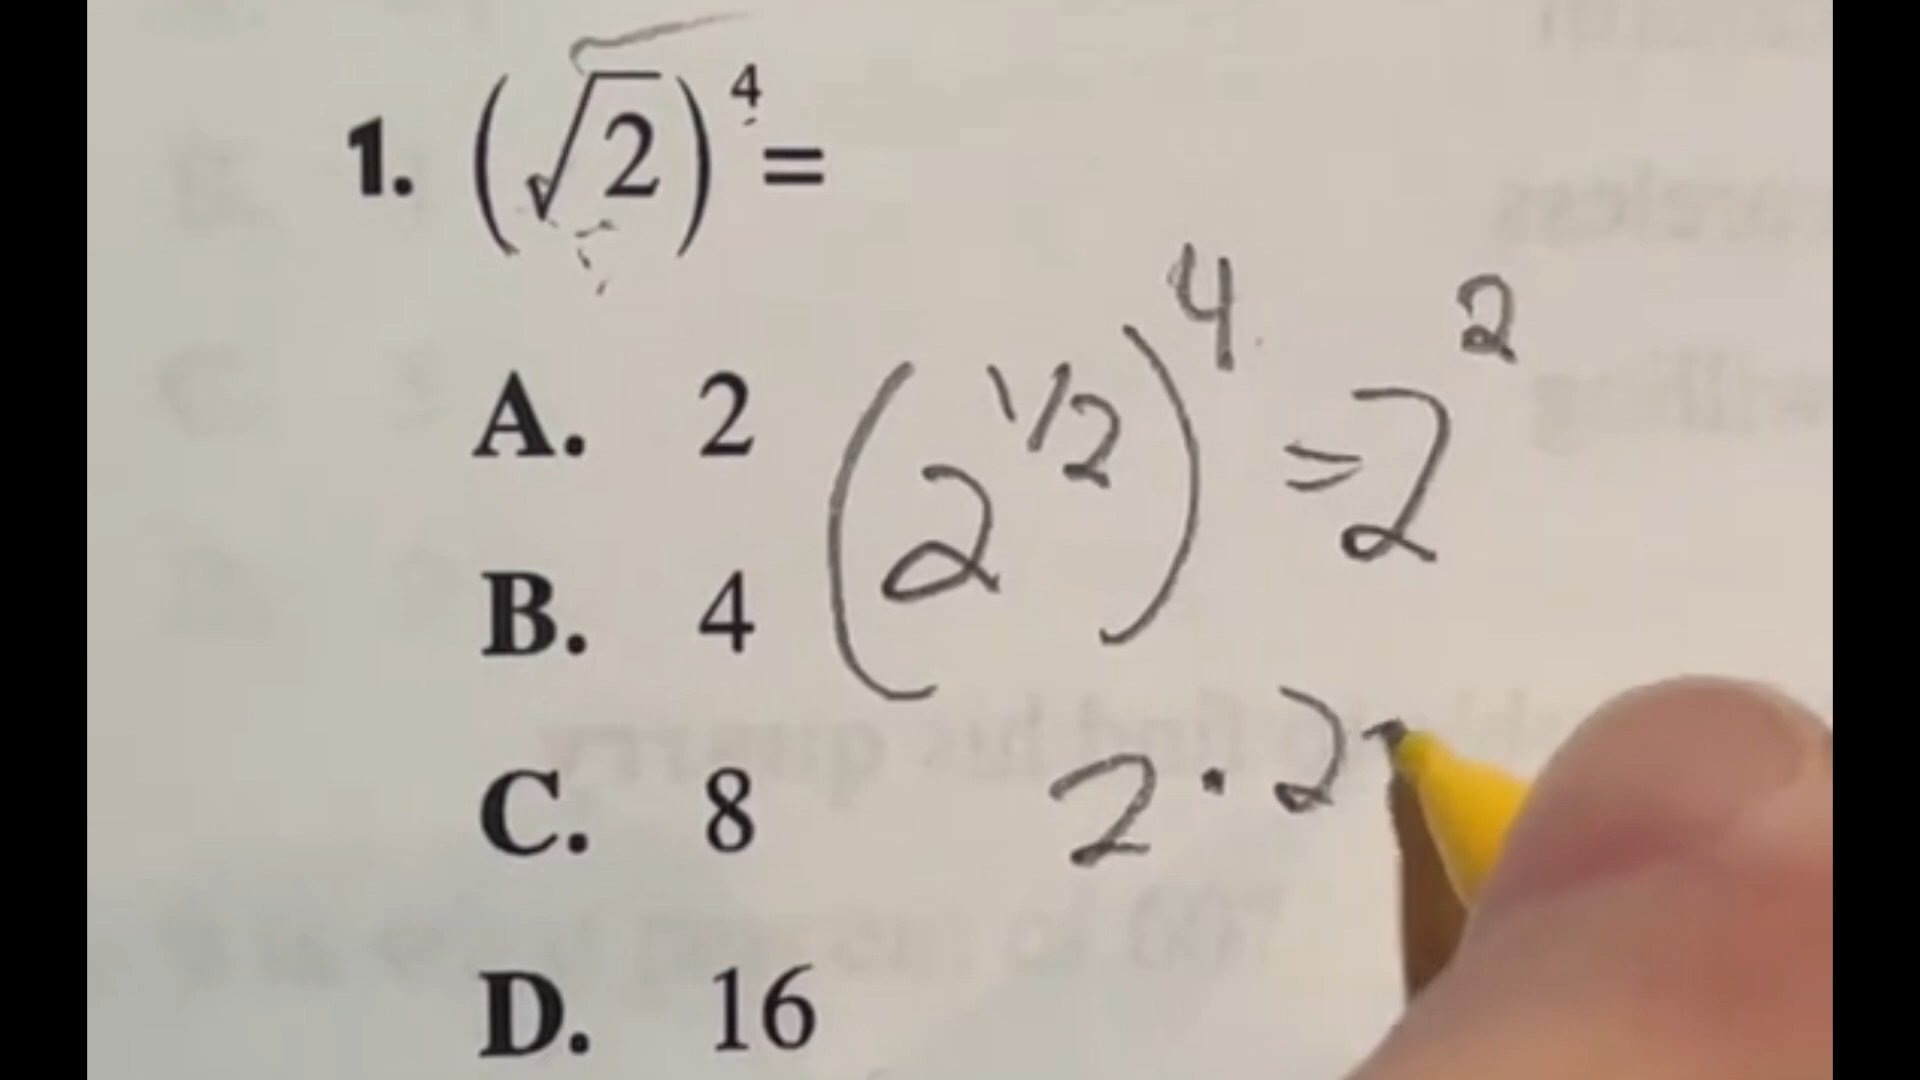 1. (√2)⁴ =
A. 2
(2^1/2)⁴ = 2²
B. 4
C. 8
2 · 2
D. 16